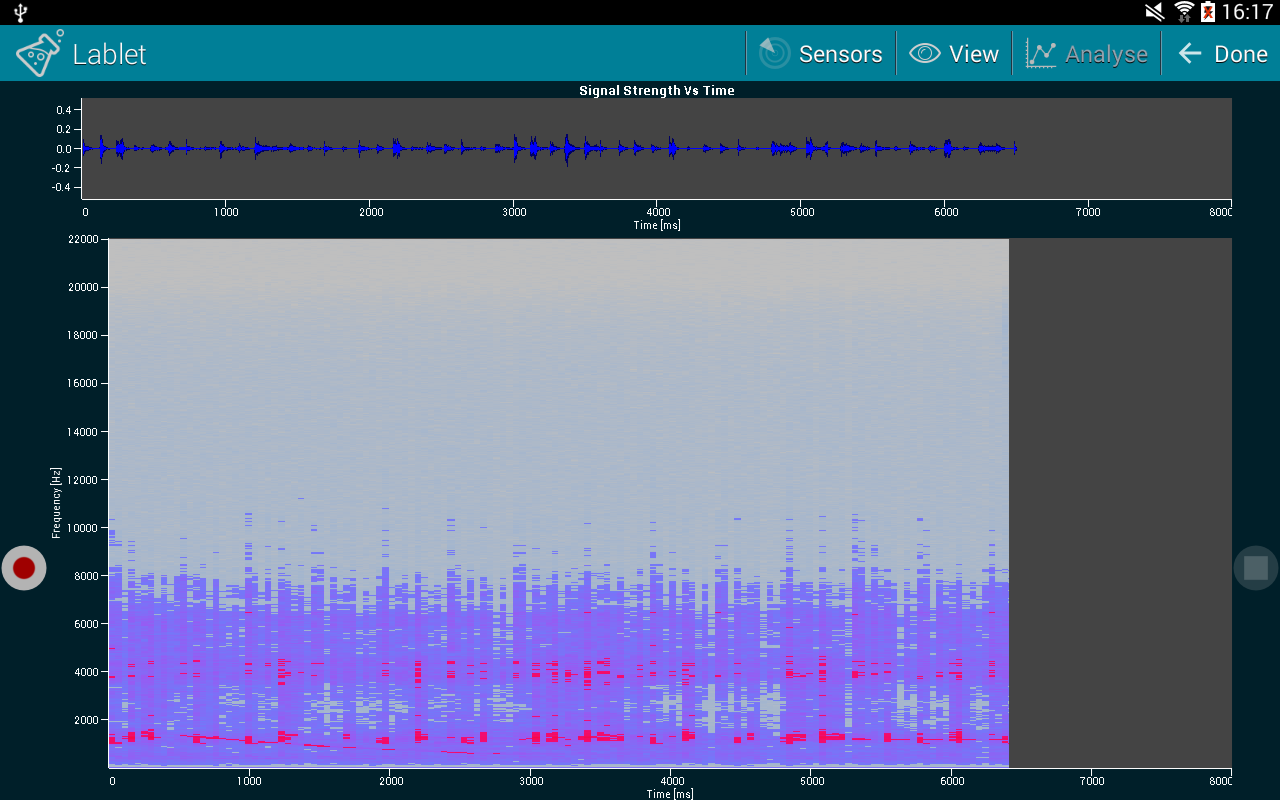 16:17
Lablet
Sensors
View
Analyse
Done
Signal Strength Vs Time
0.4
0.2
0.0
-0.2
-0.4
0 1000 2000 3000 4000 5000 6000 7000 8000
Time [ms]
22000
20000
18000
16000
14000
12000
10000
8000
6000
4000
2000
Frequency [Hz]
0 1000 2000 3000 4000 5000 6000 7000 8000
Time [ms]